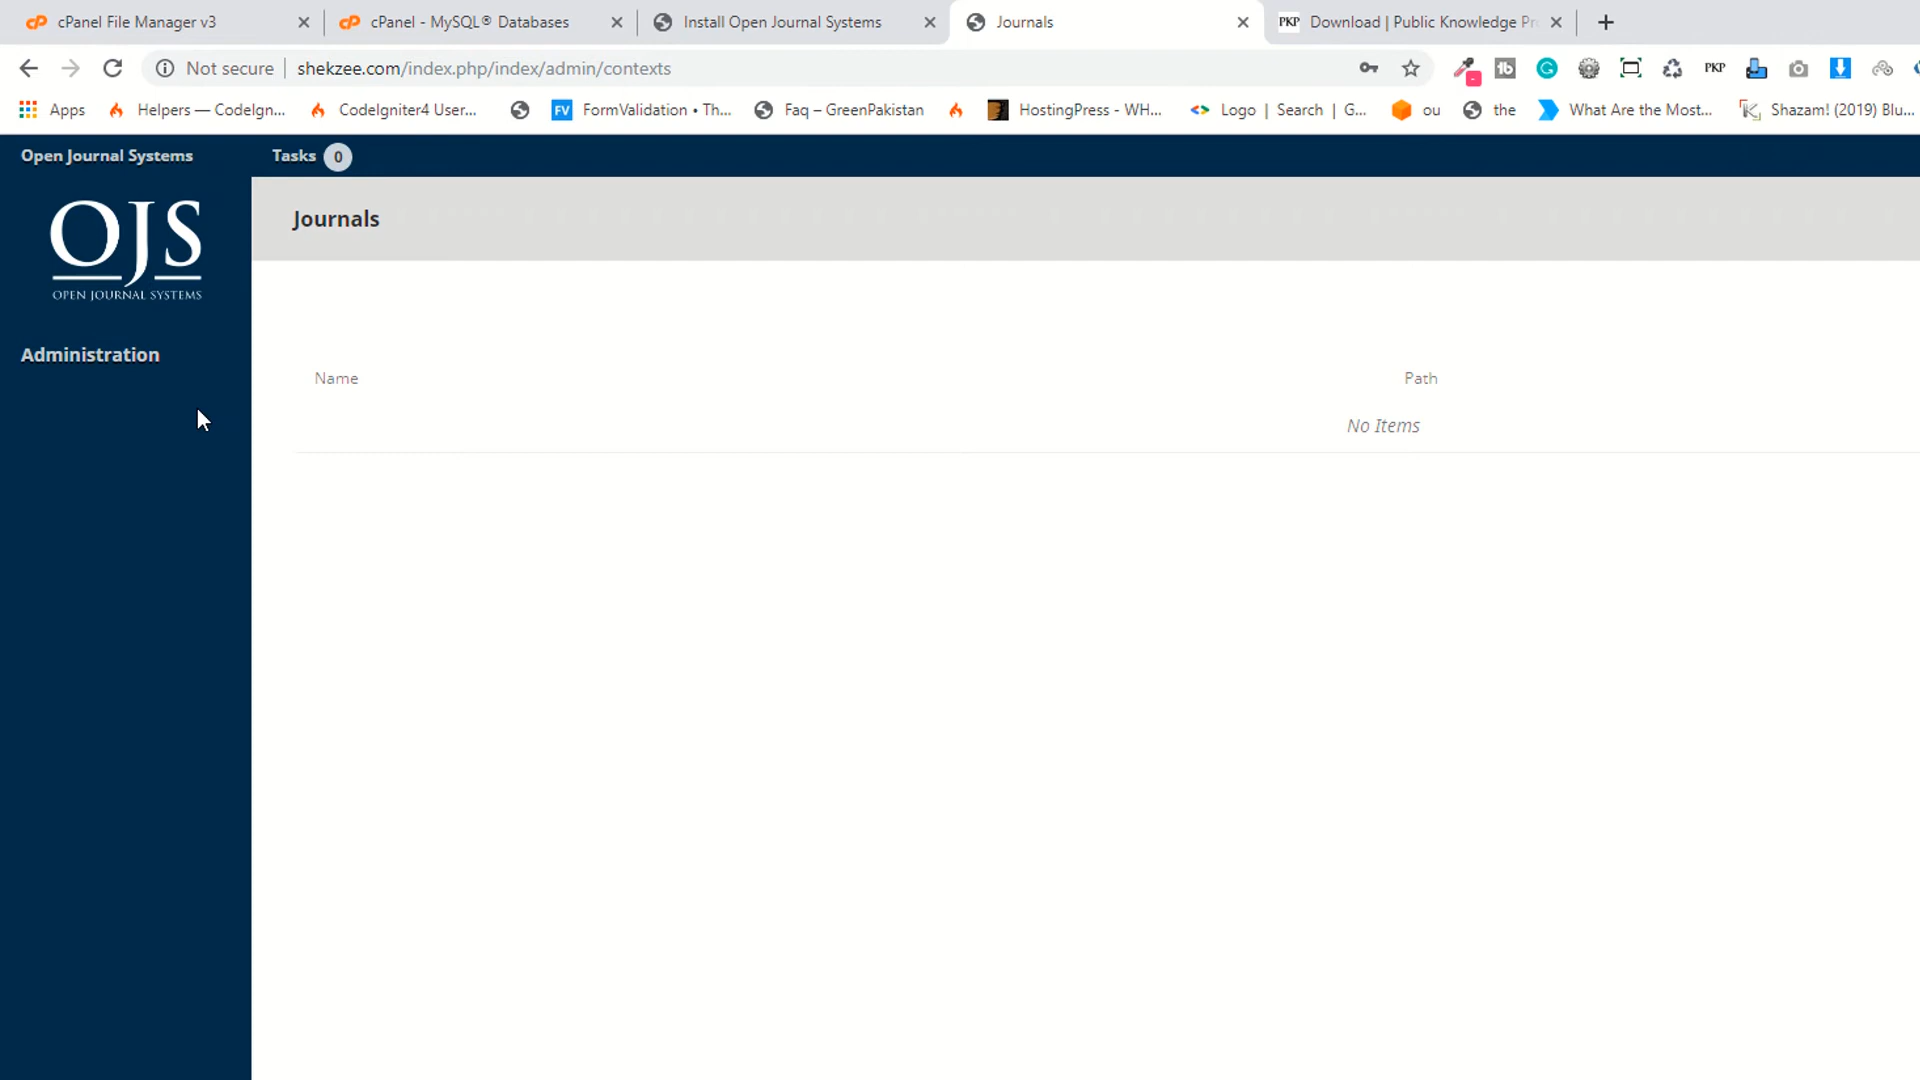 cPanel File Manager v3
cPanel - MySQL® Databases
Install Open Journal Systems
Journals
PKP Download | Public Knowledge Pr
Not secure shekzee.com/index.php/index/admin/contexts
PKP
Apps
Helpers — CodeIgn...
CodeIgniter4 User...
FV FormValidation • Th...
Faq – GreenPakistan
HostingPress - WH...
Logo | Search | G...
ou
the
What Are the Most...
Shazam! (2019) Blu...
Open Journal Systems
Tasks 0
OJS
OPEN JOURNAL SYSTEMS
Journals
Administration
Name Path
No Items